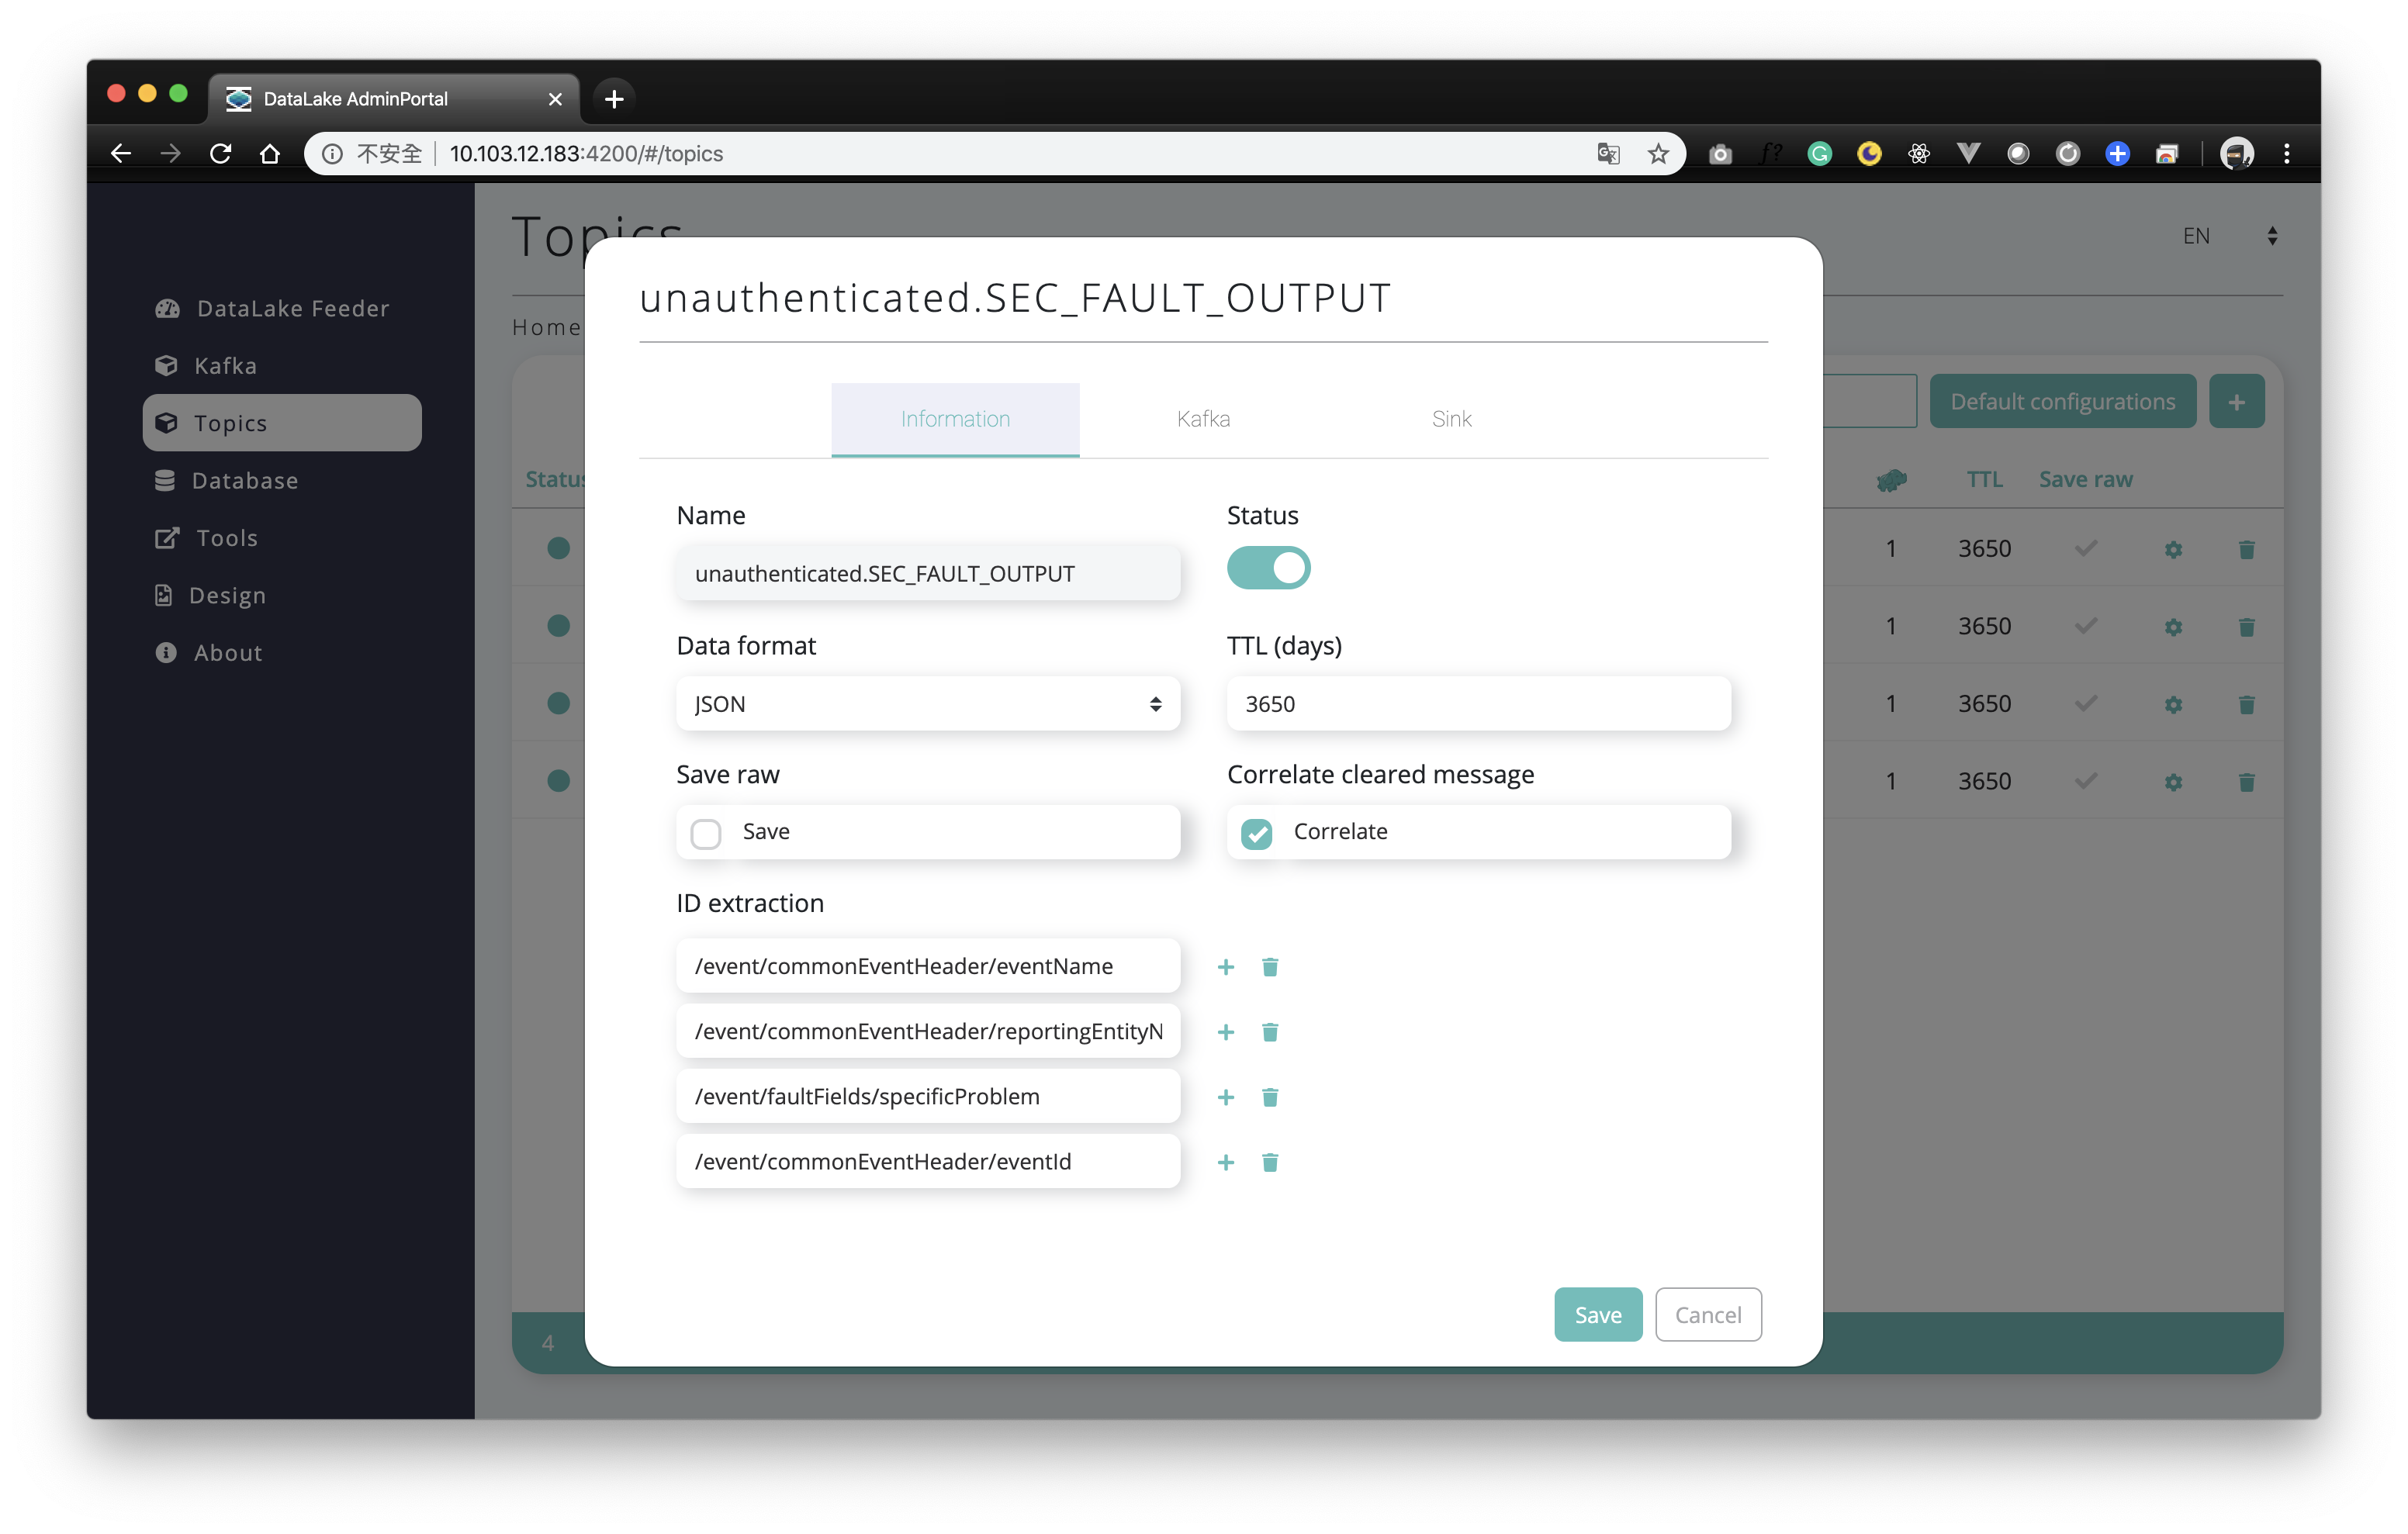 DataLake AdminPortal
不安全 10.103.12.183:4200/#/topics
Topics
EN
DataLake Feeder
Kafka
Topics
Database
Tools
Design
About
Home
Default configurations
Status
TTL Save raw
1 3650
1 3650
1 3650
1 3650
4
unauthenticated.SEC_FAULT_OUTPUT
Information Kafka Sink
Name Status
unauthenticated.SEC_FAULT_OUTPUT
Data format TTL (days)
JSON 3650
Save raw Correlate cleared message
Save Correlate
ID extraction
/event/commonEventHeader/eventName
/event/commonEventHeader/reportingEntityN
/event/faultFields/specificProblem
/event/commonEventHeader/eventId
Save Cancel